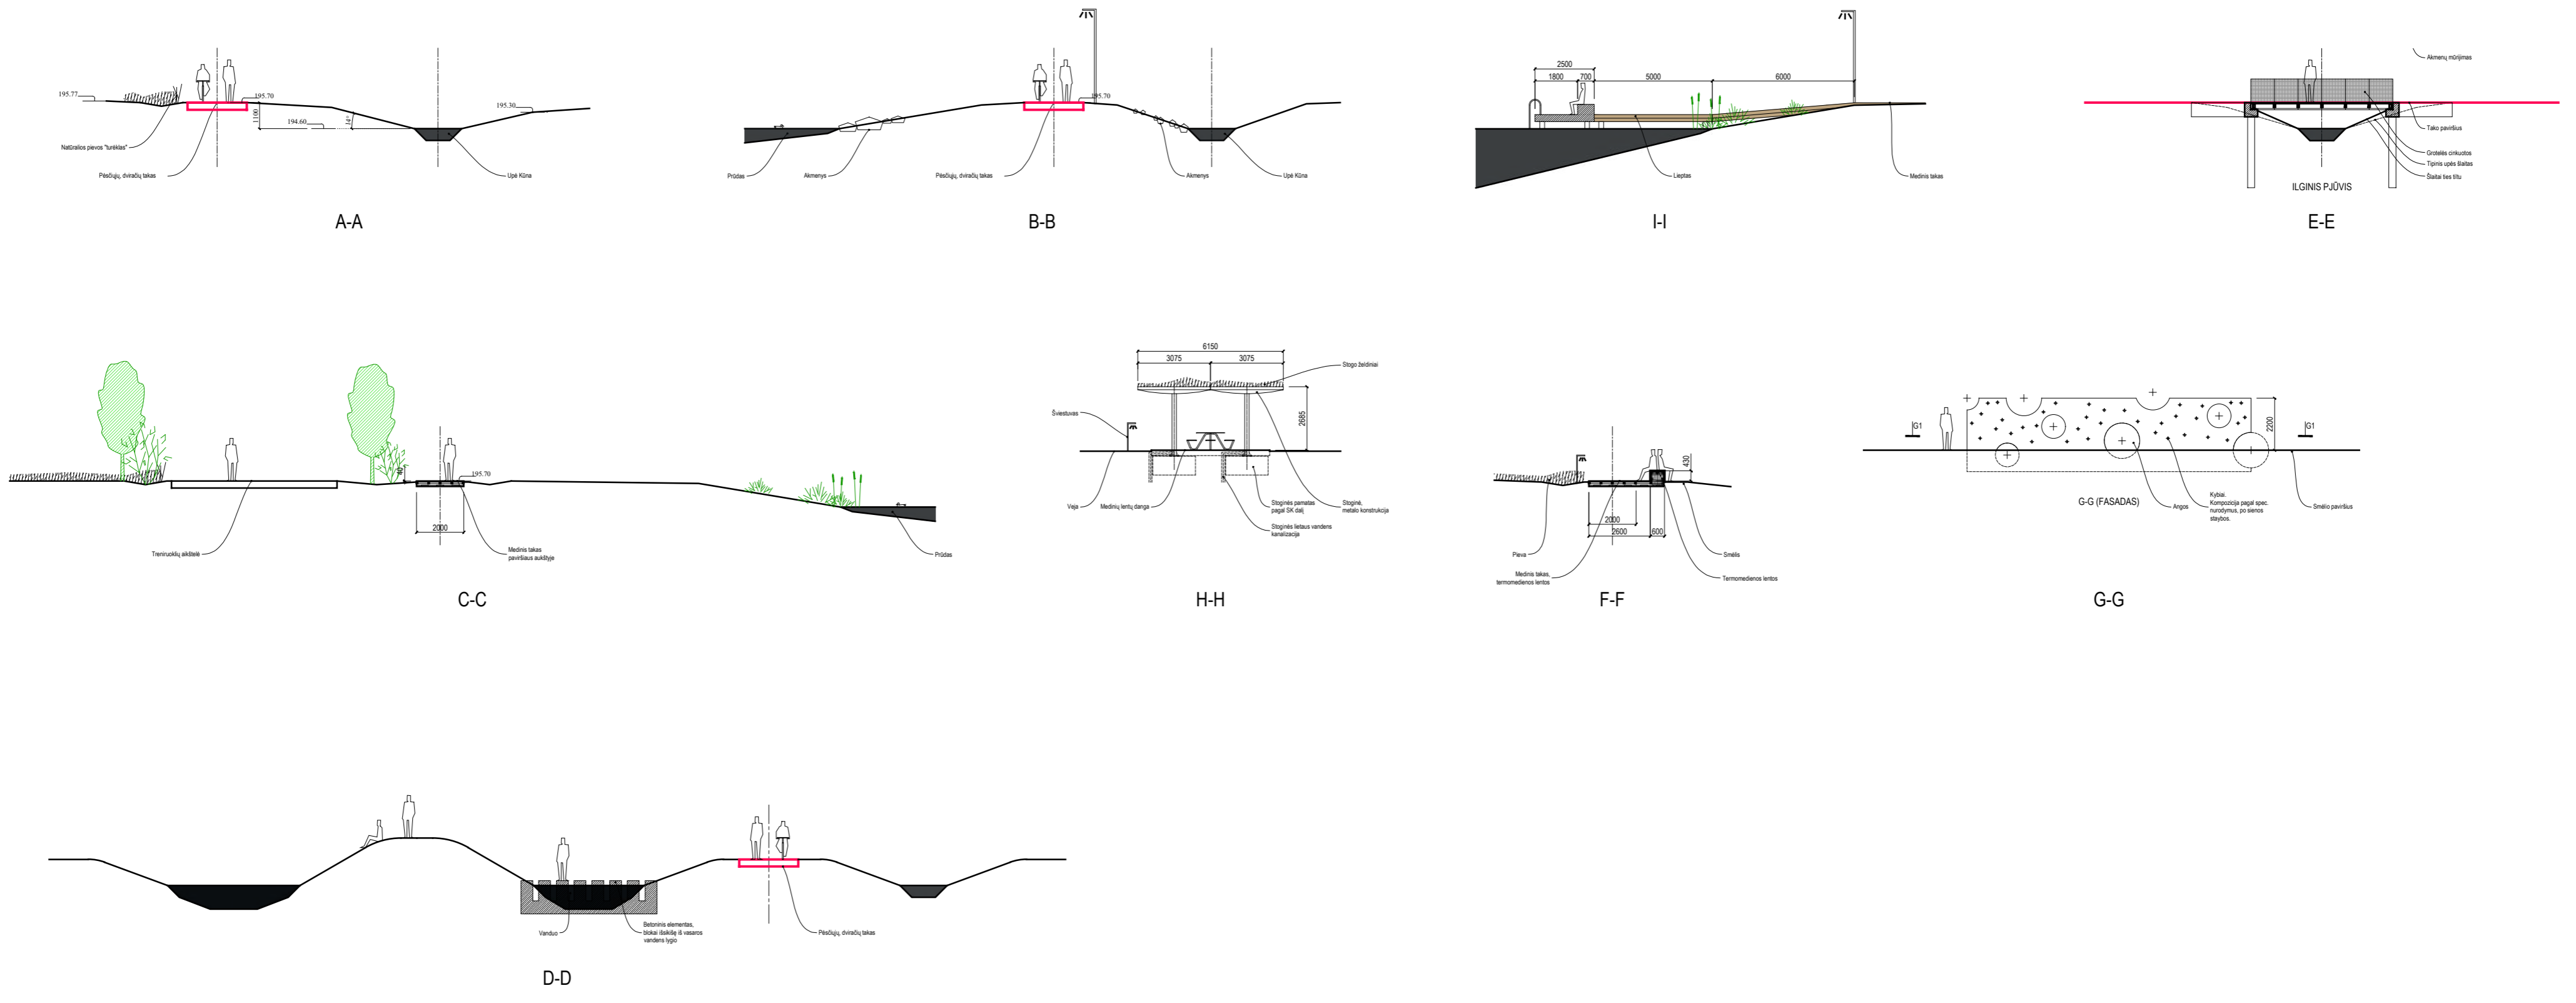 195.77
195.70
1100
194.60
14°
195.30
Natūralios pievos "turėklas"
Pėsčiųjų, dviračių takas
Upė Kūna
A-A
195.70
Prūdas
Akmenys
Pėsčiųjų, dviračių takas
Akmenys
Upė Kūna
B-B
2500
1800
700
5000
6000
Lieptas
Medinis takas
I-I
Akmenų mūrijimas
Tako paviršius
Grotelės cinkuotos
Tipinis upės šlaitas
Šlaitai ties tiltu
ILGINIS PJŪVIS
E-E
40
195.70
2000
Treniruoklių aikštelė
Medinis takas
paviršiaus aukštyje
Prūdas
C-C
6150
3075
3075
Stogo želdiniai
2685
Šviestuvas
Veja
Medinių lentų danga
Stoginės pamatas
pagal SK dalį
Stoginė,
metalo konstrukcija
Stoginės lietaus vandens
kanalizacija
H-H
430
2000
2600
600
Pieva
Smėlis
Medinis takas,
termomedienos lentos
Termomedienos lentos
F-F
G1
2200
G1
G-G (FASADAS)
Angos
Kybiai.
Kompozicija pagal spec.
nurodymus, po sienos
staybos.
Smėlio paviršius
G-G
Vanduo
Betoninis elementas,
blokai išsikišę iš vasaros
vandens lygio
Pėsčiųjų, dviračių takas
D-D